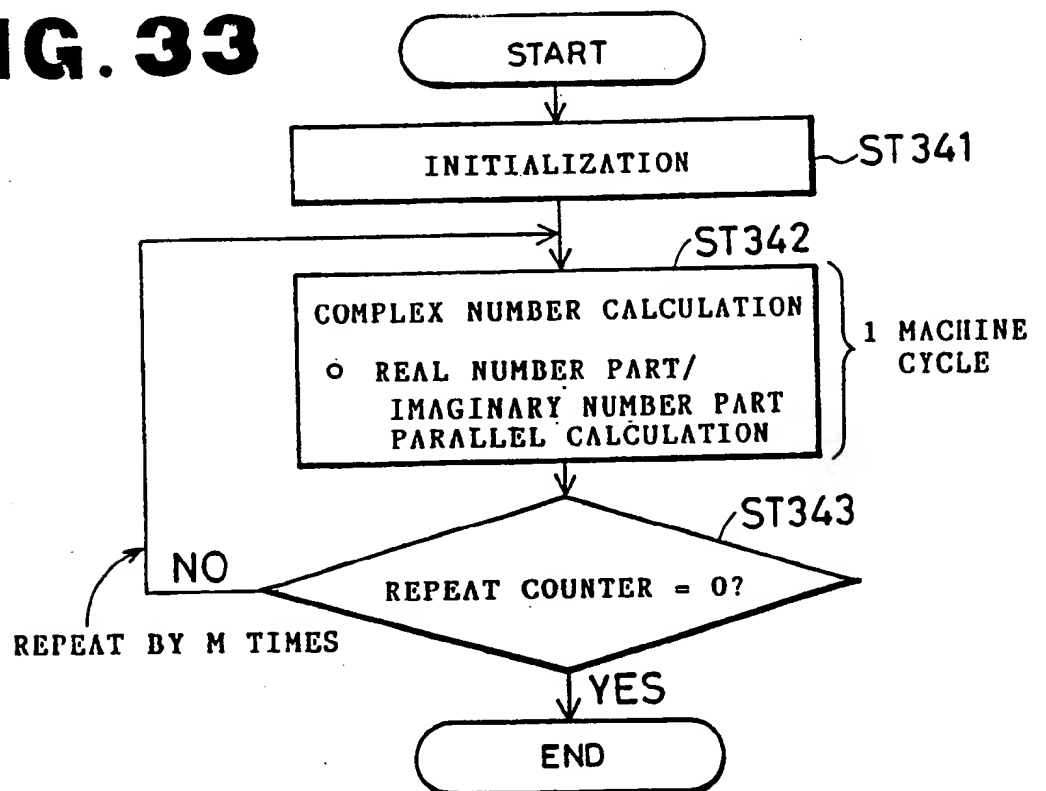 IG. 33
START
INITIALIZATION
ST341
ST342
COMPLEX NUMBER CALCULATION
o REAL NUMBER PART/
IMAGINARY NUMBER PART
PARALLEL CALCULATION
1 MACHINE
CYCLE
ST343
NO
REPEAT COUNTER = 0?
REPEAT BY M TIMES
YES
END